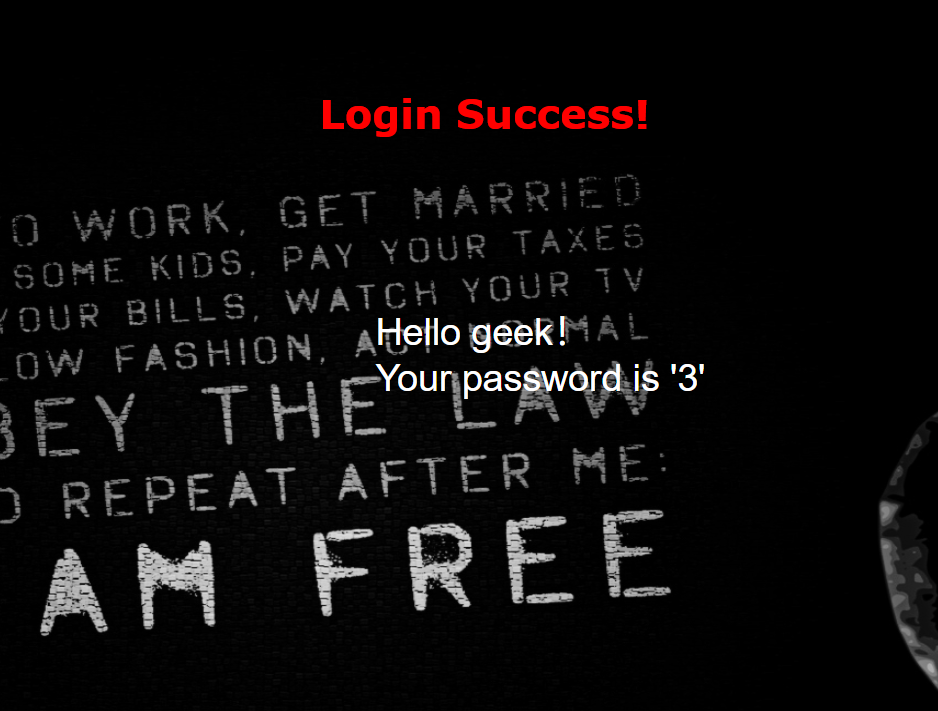 Login Success!
O WORK, GET MARRIED
SOME KIDS. PAY YOUR TAXES
YOUR BILLS, WATCH YOUR TV
LOW FASHION, ACT NORMAL
Hello geek!
Your password is '3'
BEY THE LAW
D REPEAT AFTER ME:
AM FREE